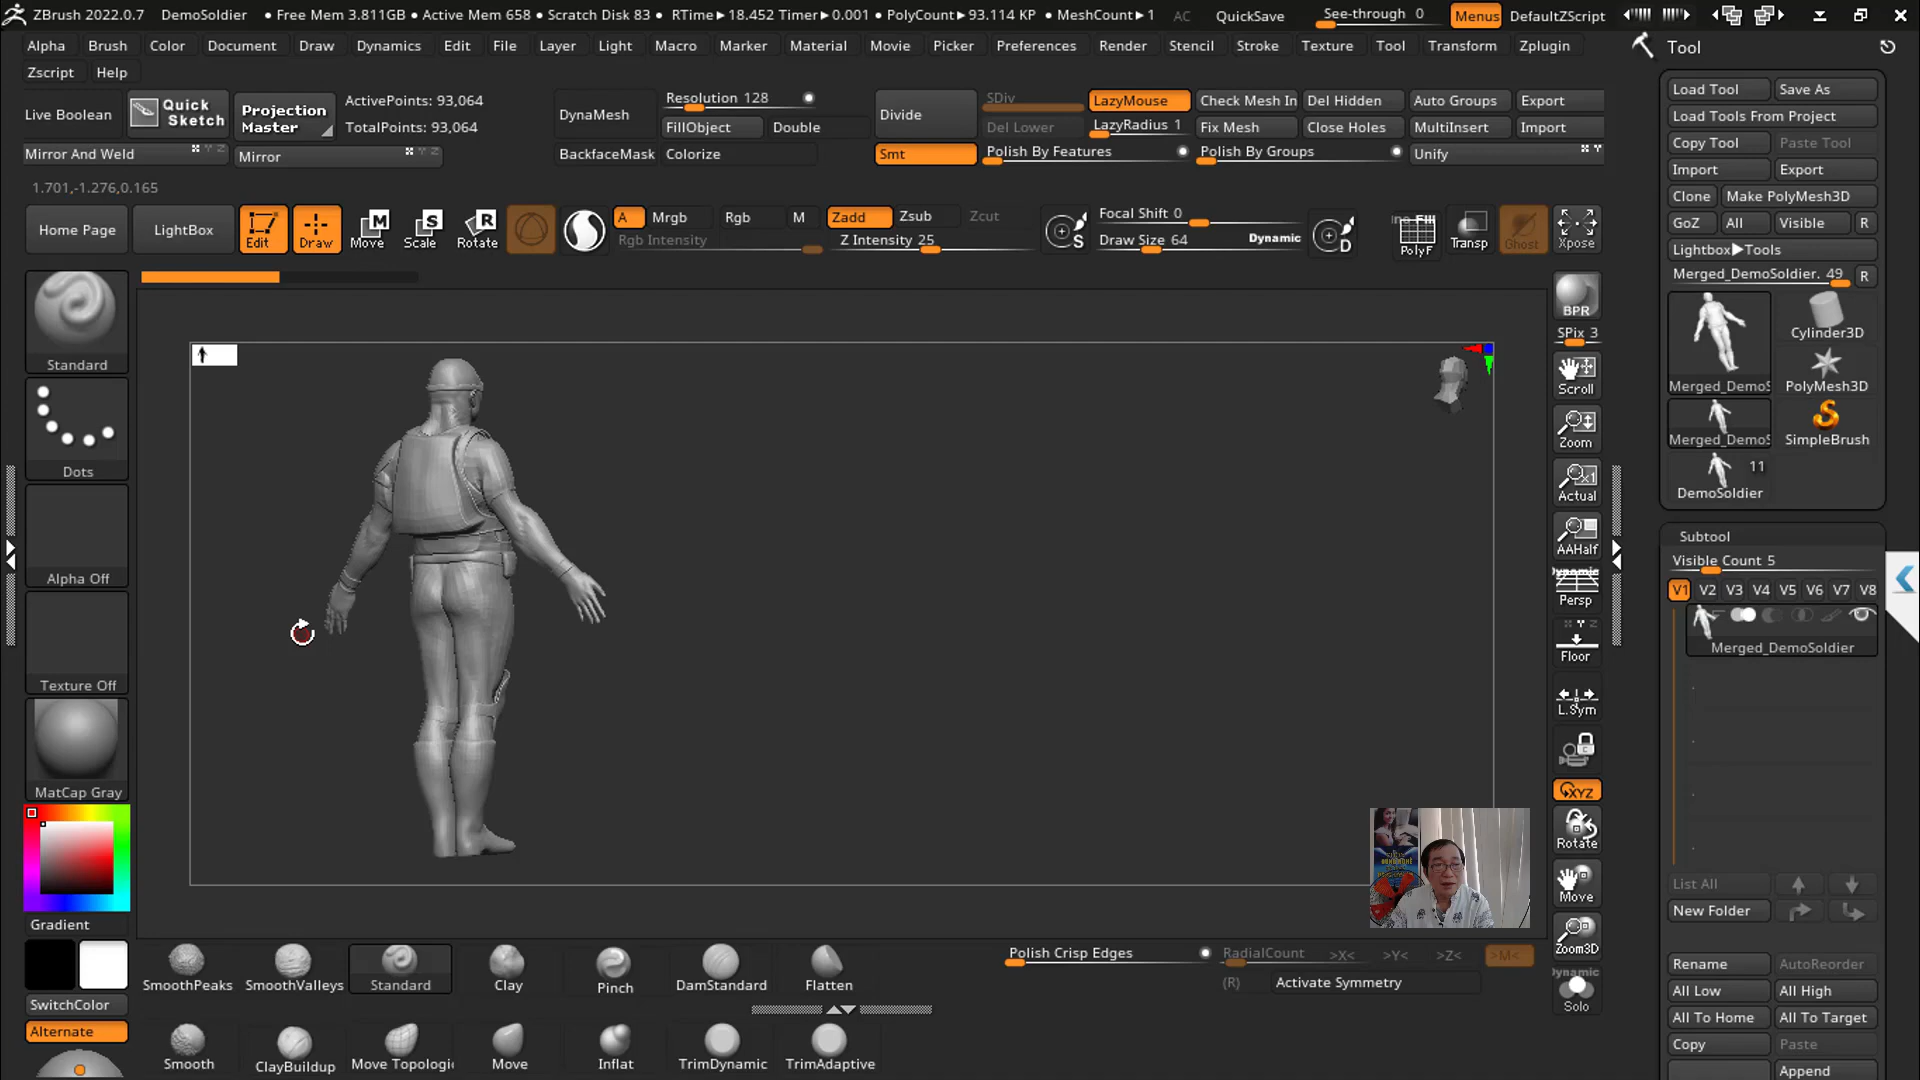 ZBrush 2022.0.7 DemoSoldier • Free Mem 3.811GB • Active Mem 658 • Scratch Disk 83 • RTime►18.452 Timer►0.001 • PolyCount►93.114 KP • MeshCount►1 AC QuickSave See-through 0 Menus DefaultZScript
Alpha Brush Color Document Draw Dynamics Edit File Layer Light Macro Marker Material Movie Picker Preferences Render Stencil Stroke Texture Tool Transform Zplugin
Zscript Help
Tool
Live Boolean
Quick Sketch
Projection Master
ActivePoints: 93,064
TotalPoints: 93,064
DynaMesh
Resolution 128
FillObject Double
BackfaceMask Colorize
Divide
Smt
SDiv
Del Lower
Polish By Features
LazyMouse
LazyRadius 1
Check Mesh In Del Hidden Auto Groups Export
Fix Mesh Close Holes MultiInsert Import
Polish By Groups
Unify
Mirror And Weld
Mirror
1.701,-1.276,0.165
Home Page
LightBox
Edit
Draw
Move
Scale
Rotate
A Mrgb Rgb M
Rgb Intensity
Zadd Zsub Zcut
Z Intensity 25
S
Focal Shift 0
Draw Size 64
Dynamic
D
PolyF
Transp
Ghost
Xpose
Standard
Dots
Alpha Off
Texture Off
MatCap Gray
Gradient
SwitchColor
Alternate
BPR
SPix 3
Scroll
Zoom
Actual
AAHalf
Dynamic
Persp
Floor
L.Sym
XYZ
Rotate
Move
Zoom3D
Dynamic
Solo
SmoothPeaks SmoothValleys Standard Clay Pinch DamStandard Flatten
Smooth ClayBuildup Move Topologic Move Inflat TrimDynamic TrimAdaptive
Polish Crisp Edges
RadialCount >X< >Y< >Z< >M<
(R) Activate Symmetry
Load Tool Save As
Load Tools From Project
Copy Tool Paste Tool
Import Export
Clone Make PolyMesh3D
GoZ All Visible R
Lightbox►Tools
Merged_DemoSoldier. 49 R
Merged_DemoS
Cylinder3D
PolyMesh3D
Merged_DemoS
SimpleBrush
11
DemoSoldier
Subtool
Visible Count 5
V1 V2 V3 V4 V5 V6 V7 V8
Merged_DemoSoldier
List All
New Folder
Rename AutoReorder
All Low All High
All To Home All To Target
Copy Paste
Append